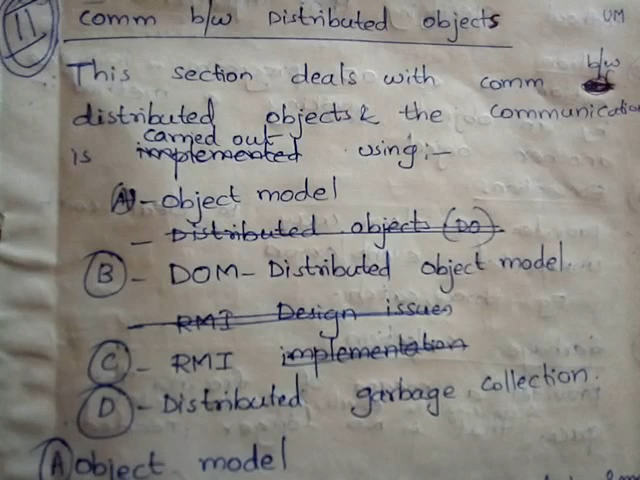 11 comm b/w Distributed objects UM
This section deals with comm b/w
distributed objects & the communication
carried out
is implemented using:-
A - object model
- Distributed objects (DO)
B - DOM - Distributed object model.
- RMI Design issues
C - RMI implementation
D - Distributed garbage collection.
A object model